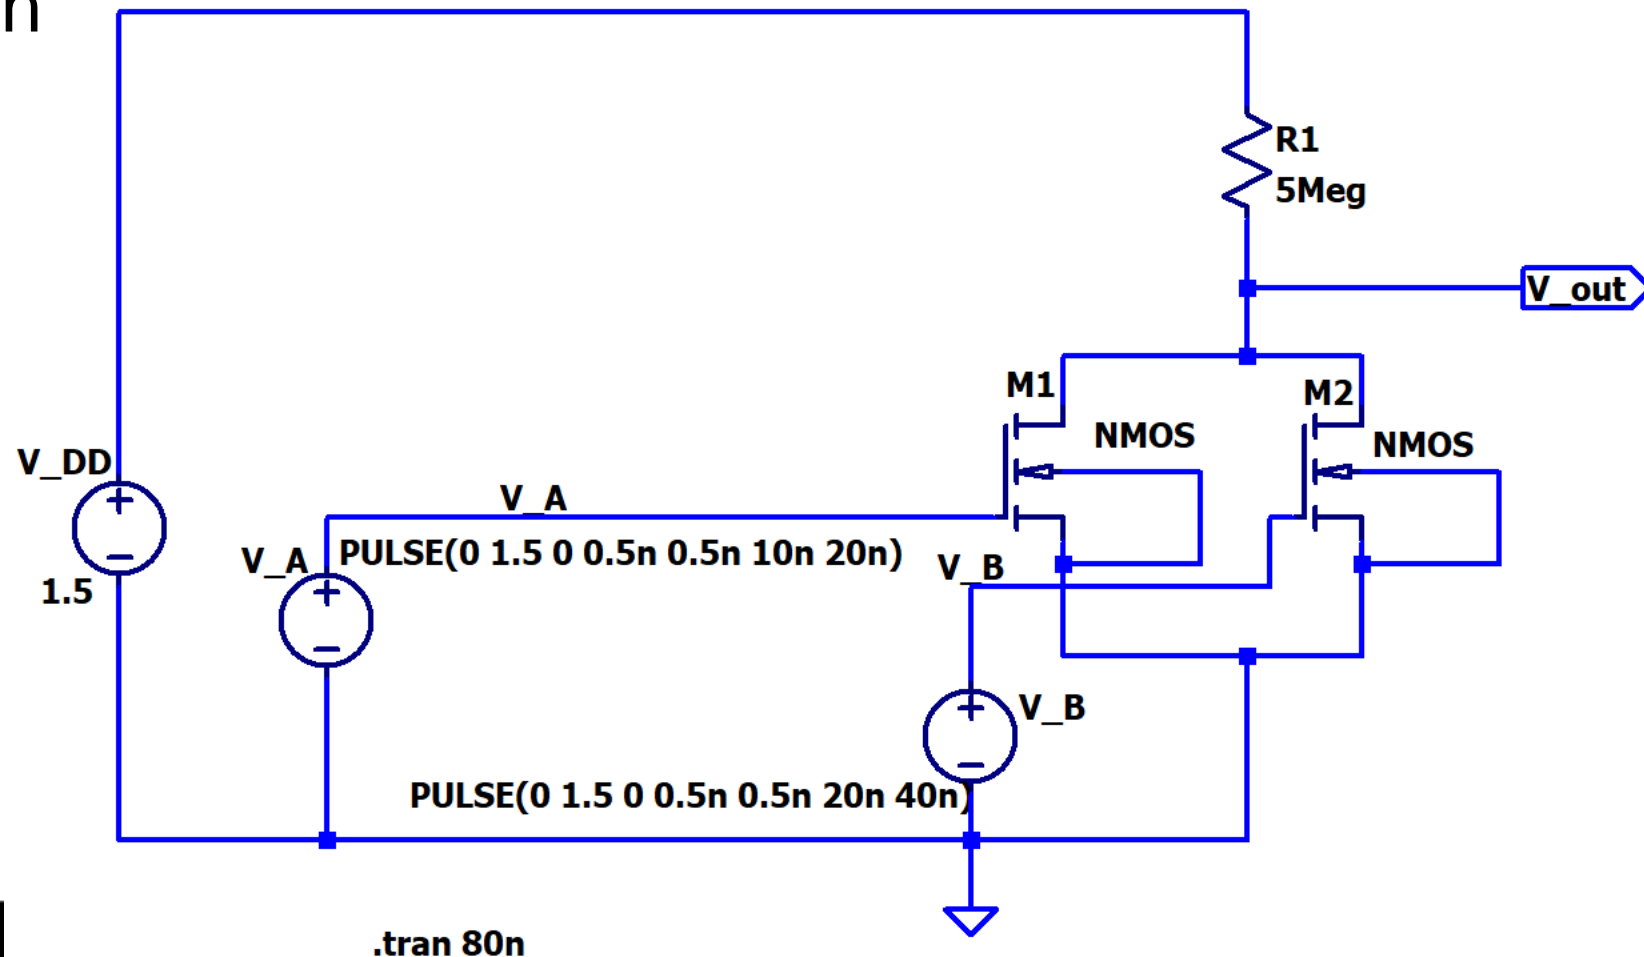 n
R1
5Meg
V_out
M1
M2
NMOS
NMOS
V_DD
V_A
V_A
PULSE(0 1.5 0 0.5n 0.5n 10n 20n)
V_B
1.5
V_B
PULSE(0 1.5 0 0.5n 0.5n 20n 40n)
.tran 80n